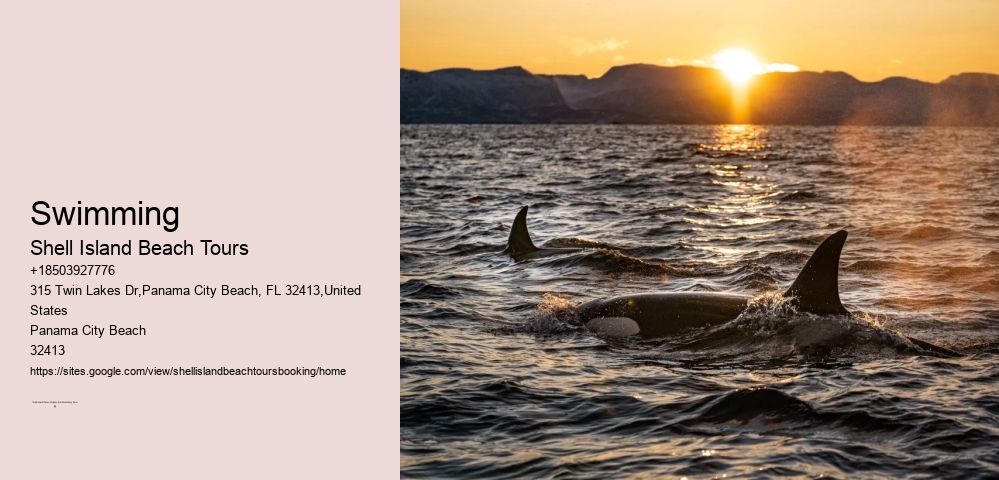 Swimming
Shell Island Beach Tours
+18503927776
315 Twin Lakes Dr,Panama City Beach, FL 32413,United
States
Panama City Beach
32413
https://sites.google.com/view/shellislandbeachtoursbooking/home